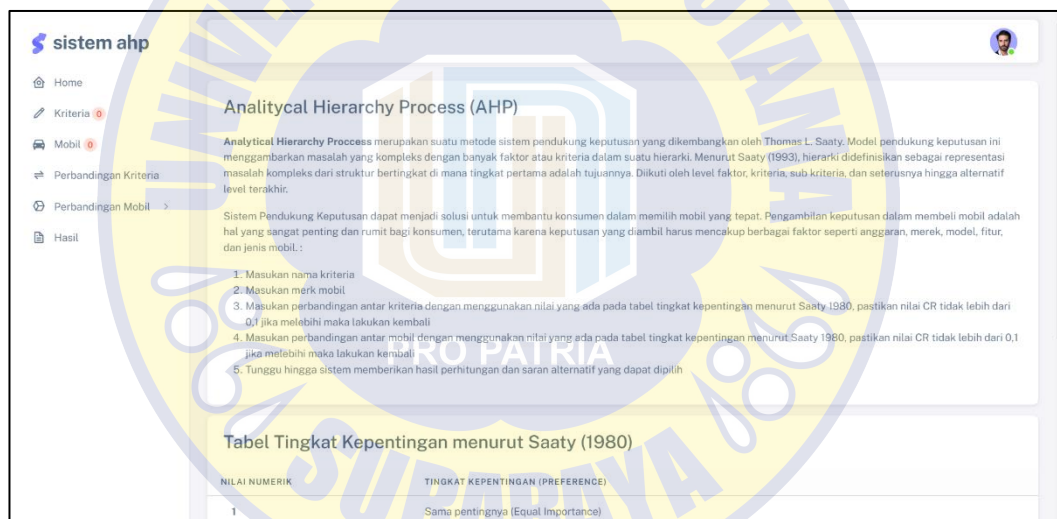 sistem ahp
Home
Kriteria 0
Mobil 0
Perbandingan Kriteria
Perbandingan Mobil >
Hasil
Analitycal Hierarchy Process (AHP)
Analytical Hierarchy Proccess merupakan suatu metode sistem pendukung keputusan yang dikembangkan oleh Thomas L. Saaty. Model pendukung keputusan ini
menggambarkan masalah yang kompleks dengan banyak faktor atau kriteria dalam suatu hierarki. Menurut Saaty (1993), hierarki didefinisikan sebagai representasi
masalah kompleks dari struktur bertingkat di mana tingkat pertama adalah tujuannya. Diikuti oleh level faktor, kriteria, sub kriteria, dan seterusnya hingga alternatif
level terakhir.
Sistem Pendukung Keputusan dapat menjadi solusi untuk membantu konsumen dalam memilih mobil yang tepat. Pengambilan keputusan dalam membeli mobil adalah
hal yang sangat penting dan rumit bagi konsumen, terutama karena keputusan yang diambil harus mencakup berbagai faktor seperti anggaran, merek, model, fitur,
dan jenis mobil. :
1. Masukan nama kriteria
2. Masukan merk mobil
3. Masukan perbandingan antar kriteria dengan menggunakan nilai yang ada pada tabel tingkat kepentingan menurut Saaty 1980, pastikan nilai CR tidak lebih dari
0,1 jika melebihi maka lakukan kembali
4. Masukan perbandingan antar mobil dengan menggunakan nilai yang ada pada tabel tingkat kepentingan menurut Saaty 1980, pastikan nilai CR tidak lebih dari 0,1
jika melebihi maka lakukan kembali
5. Tunggu hingga sistem memberikan hasil perhitungan dan saran alternatif yang dapat dipilih
PRO PATRIA
SURABAYA
Tabel Tingkat Kepentingan menurut Saaty (1980)
NILAI NUMERIK TINGKAT KEPENTINGAN (PREFERENCE)
1 Sama pentingnya (Equal Importance)